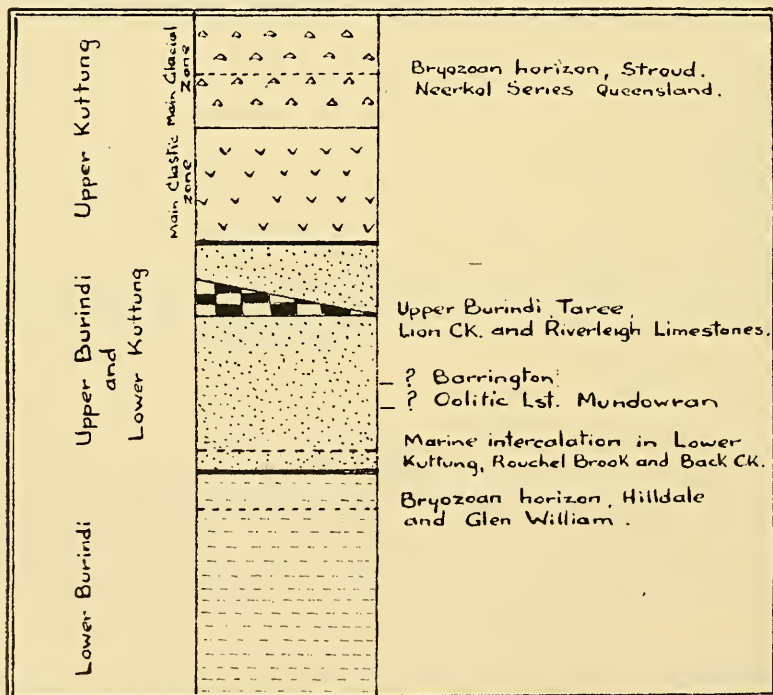 Upper Kuttung
Main Glacial
Zone
Main Clastic
zone
Bryozoan horizon, Stroud.
Neerkol Series Queensland.
Upper Burindi
and
Lower Kuttung
Upper Burindi, Taree,
Lion CK. and Riverleigh Limestones.
? Barrington
? Oolitic Lst. Mundowran
Marine intercalation in Lower
Kuttung, Rouchel Brook and Back CK.
Lower Burindi
Bryozoan horizon, Hilldale
and Glen William.